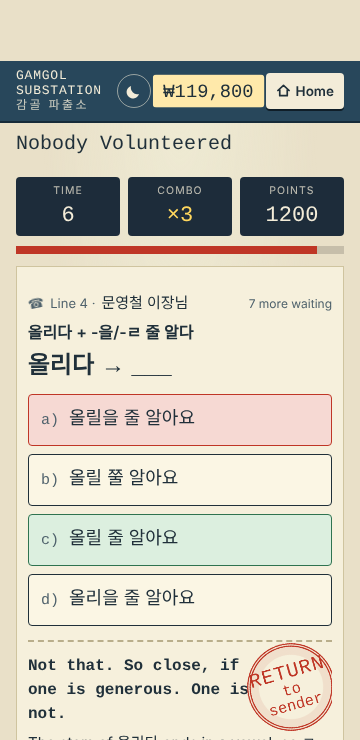 GAMGOL
SUBSTATION
감골 파출소
₩119,800
Home
Nobody Volunteered
TIME
6
COMBO
×3
POINTS
1200
☎ Line 4 · 문영철 이장님
7 more waiting
올리다 + -을/-ㄹ 줄 알다
올리다 → ___
a) 올릴을 줄 알아요
b) 올릴 쭐 알아요
c) 올릴 줄 알아요
d) 올리을 줄 알아요
Not that. So close, if
one is generous. One is
not.
RETURN
to
sender